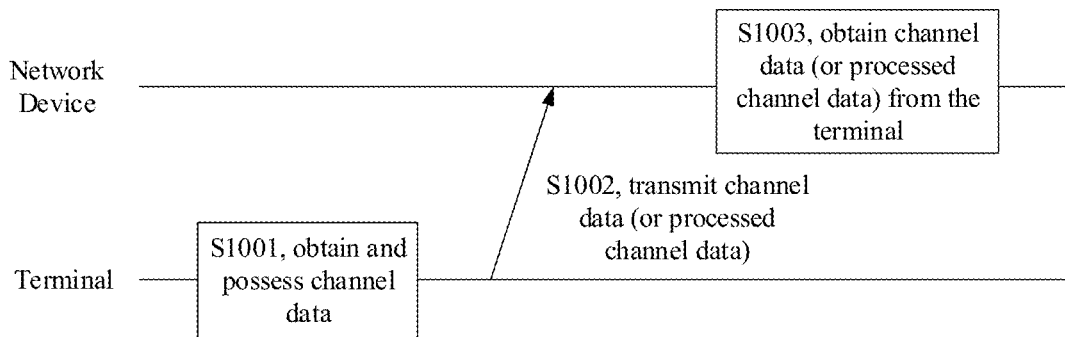 Network
Device
S1003, obtain channel
data (or processed
channel data) from the
terminal
S1002, transmit channel
data (or processed
channel data)
Terminal
S1001, obtain and
possess channel
data